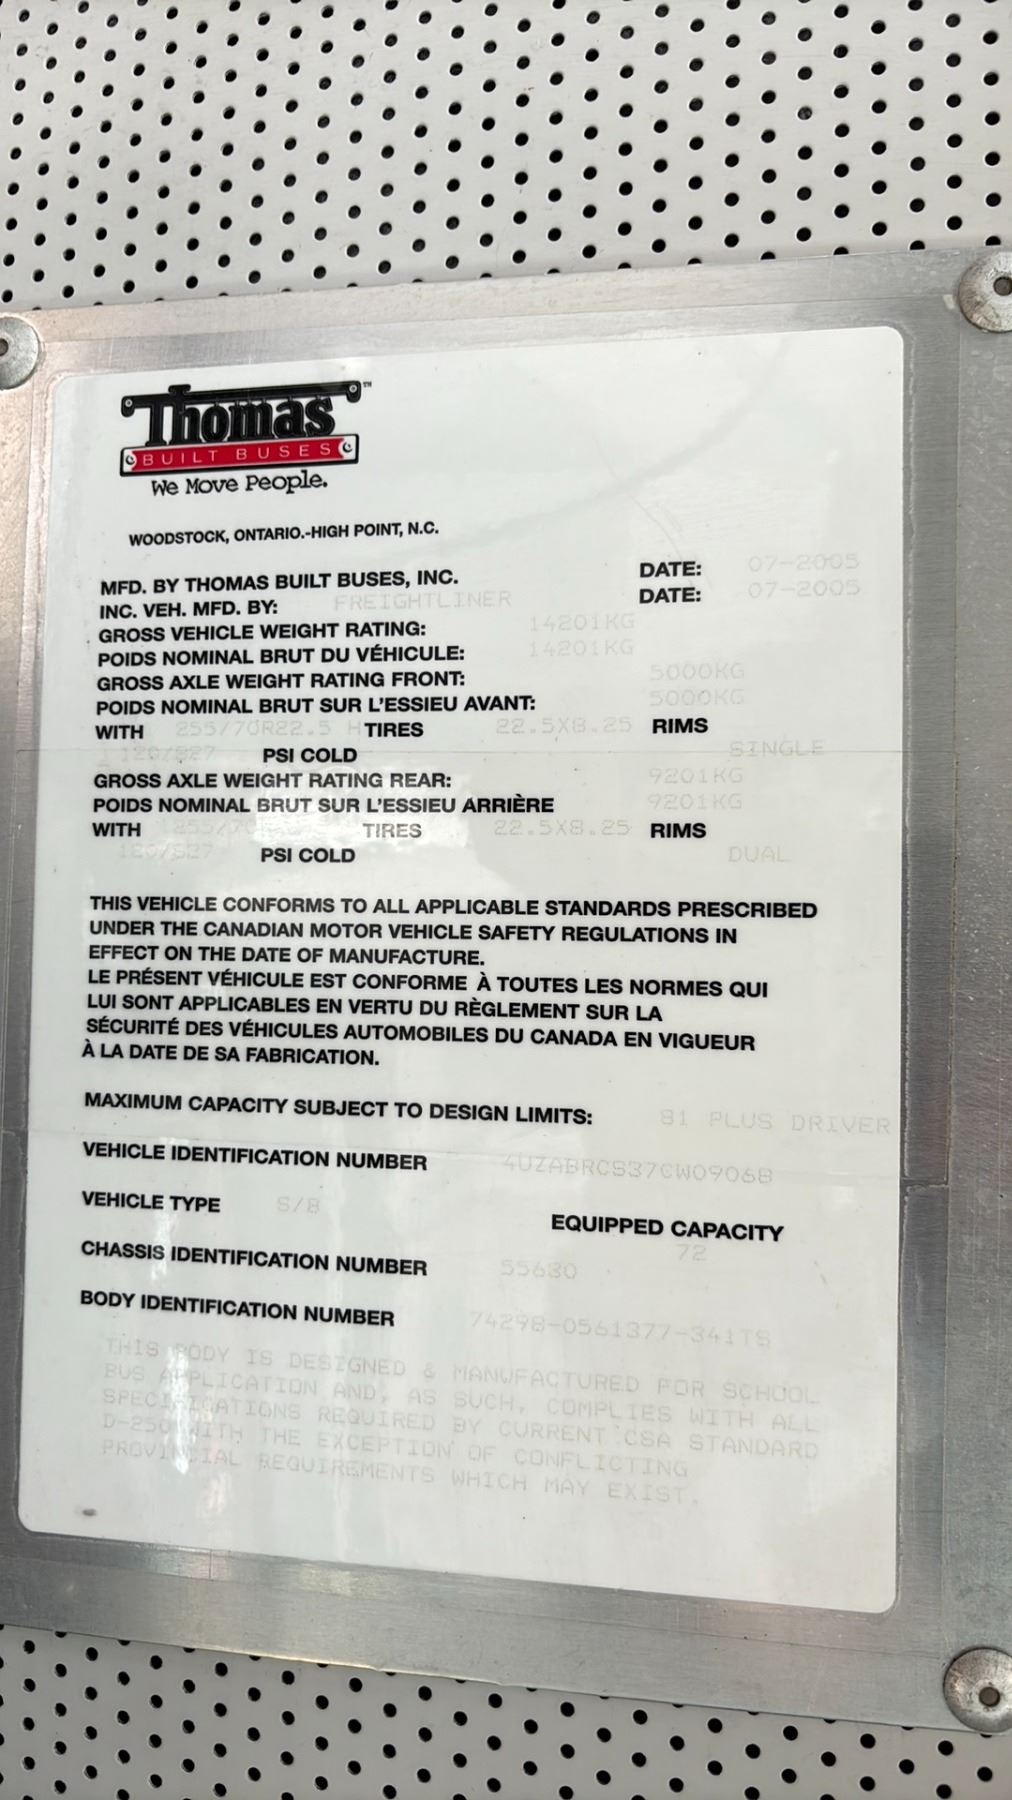 Thomas™
BUILT BUSES
We Move People.
WOODSTOCK, ONTARIO.-HIGH POINT, N.C.
MFD. BY THOMAS BUILT BUSES, INC. DATE: 07-2005
INC. VEH. MFD. BY: FREIGHTLINER DATE: 07-2005
GROSS VEHICLE WEIGHT RATING: 14201KG
POIDS NOMINAL BRUT DU VÉHICULE: 14201KG
GROSS AXLE WEIGHT RATING FRONT: 5000KG
POIDS NOMINAL BRUT SUR L'ESSIEU AVANT: 5000KG
WITH 255/70R22.5 H TIRES 22.5X8.25 RIMS
120/827 PSI COLD SINGLE
GROSS AXLE WEIGHT RATING REAR: 9201KG
POIDS NOMINAL BRUT SUR L'ESSIEU ARRIÈRE 9201KG
WITH TIRES 22.5X8.25 RIMS
120/827 PSI COLD DUAL
THIS VEHICLE CONFORMS TO ALL APPLICABLE STANDARDS PRESCRIBED
UNDER THE CANADIAN MOTOR VEHICLE SAFETY REGULATIONS IN
EFFECT ON THE DATE OF MANUFACTURE.
LE PRÉSENT VÉHICULE EST CONFORME À TOUTES LES NORMES QUI
LUI SONT APPLICABLES EN VERTU DU RÈGLEMENT SUR LA
SÉCURITÉ DES VÉHICULES AUTOMOBILES DU CANADA EN VIGUEUR
À LA DATE DE SA FABRICATION.
MAXIMUM CAPACITY SUBJECT TO DESIGN LIMITS: 81 PLUS DRIVER
VEHICLE IDENTIFICATION NUMBER 4UZABRCS37CW09068
VEHICLE TYPE S/B EQUIPPED CAPACITY
72
CHASSIS IDENTIFICATION NUMBER 55680
BODY IDENTIFICATION NUMBER 74298-0561377-341TS
THIS BODY IS DESIGNED & MANUFACTURED FOR SCHOOL
BUS APPLICATION AND, AS SUCH, COMPLIES WITH ALL
SPECIFICATIONS REQUIRED BY CURRENT CSA STANDARD
D-250 WITH THE EXCEPTION OF CONFLICTING
PROVINCIAL REQUIREMENTS WHICH MAY EXIST.